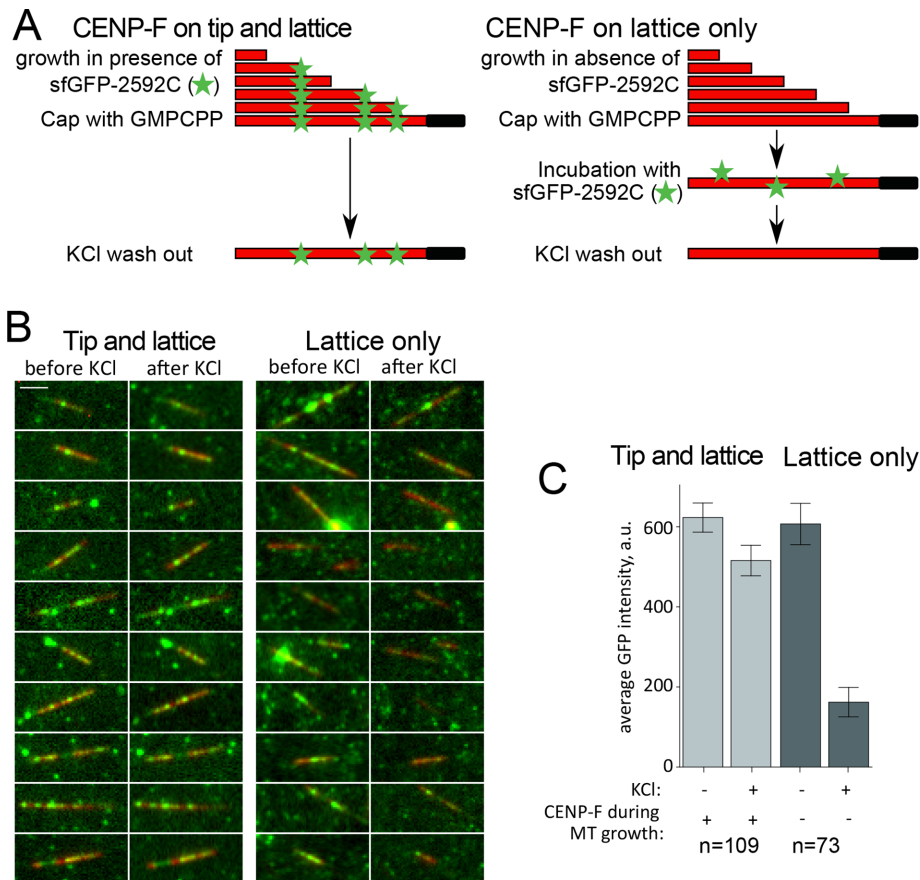 A
CENP-F on tip and lattice
growth in presence of
sfGFP-2592C (★)
Cap with GMPCPP
KCl wash out
CENP-F on lattice only
growth in absence of
sfGFP-2592C
Cap with GMPCPP
Incubation with
sfGFP-2592C (★)
KCl wash out
B
Tip and lattice
before KCl after KCl
Lattice only
before KCl after KCl
C
Tip and lattice Lattice only
average GFP intensity, a.u.
600
400
200
0
KCl: - + - +
CENP-F during
MT growth: + + - -
n=109 n=73